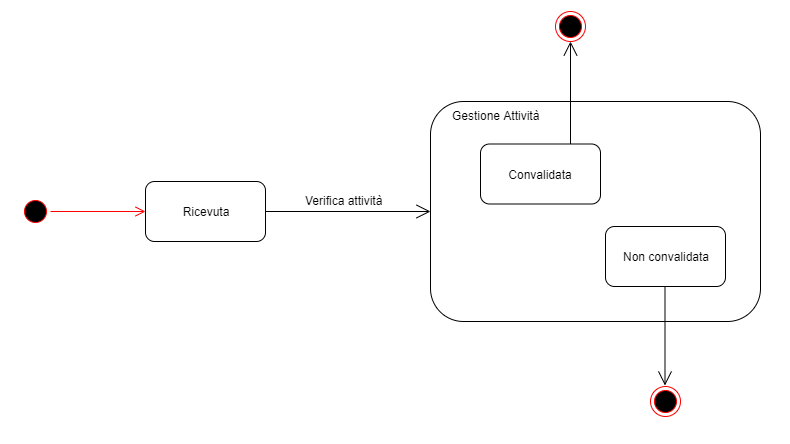 Gestione Attività
Convalidata
Verifica attività
Ricevuta
Non convalidata